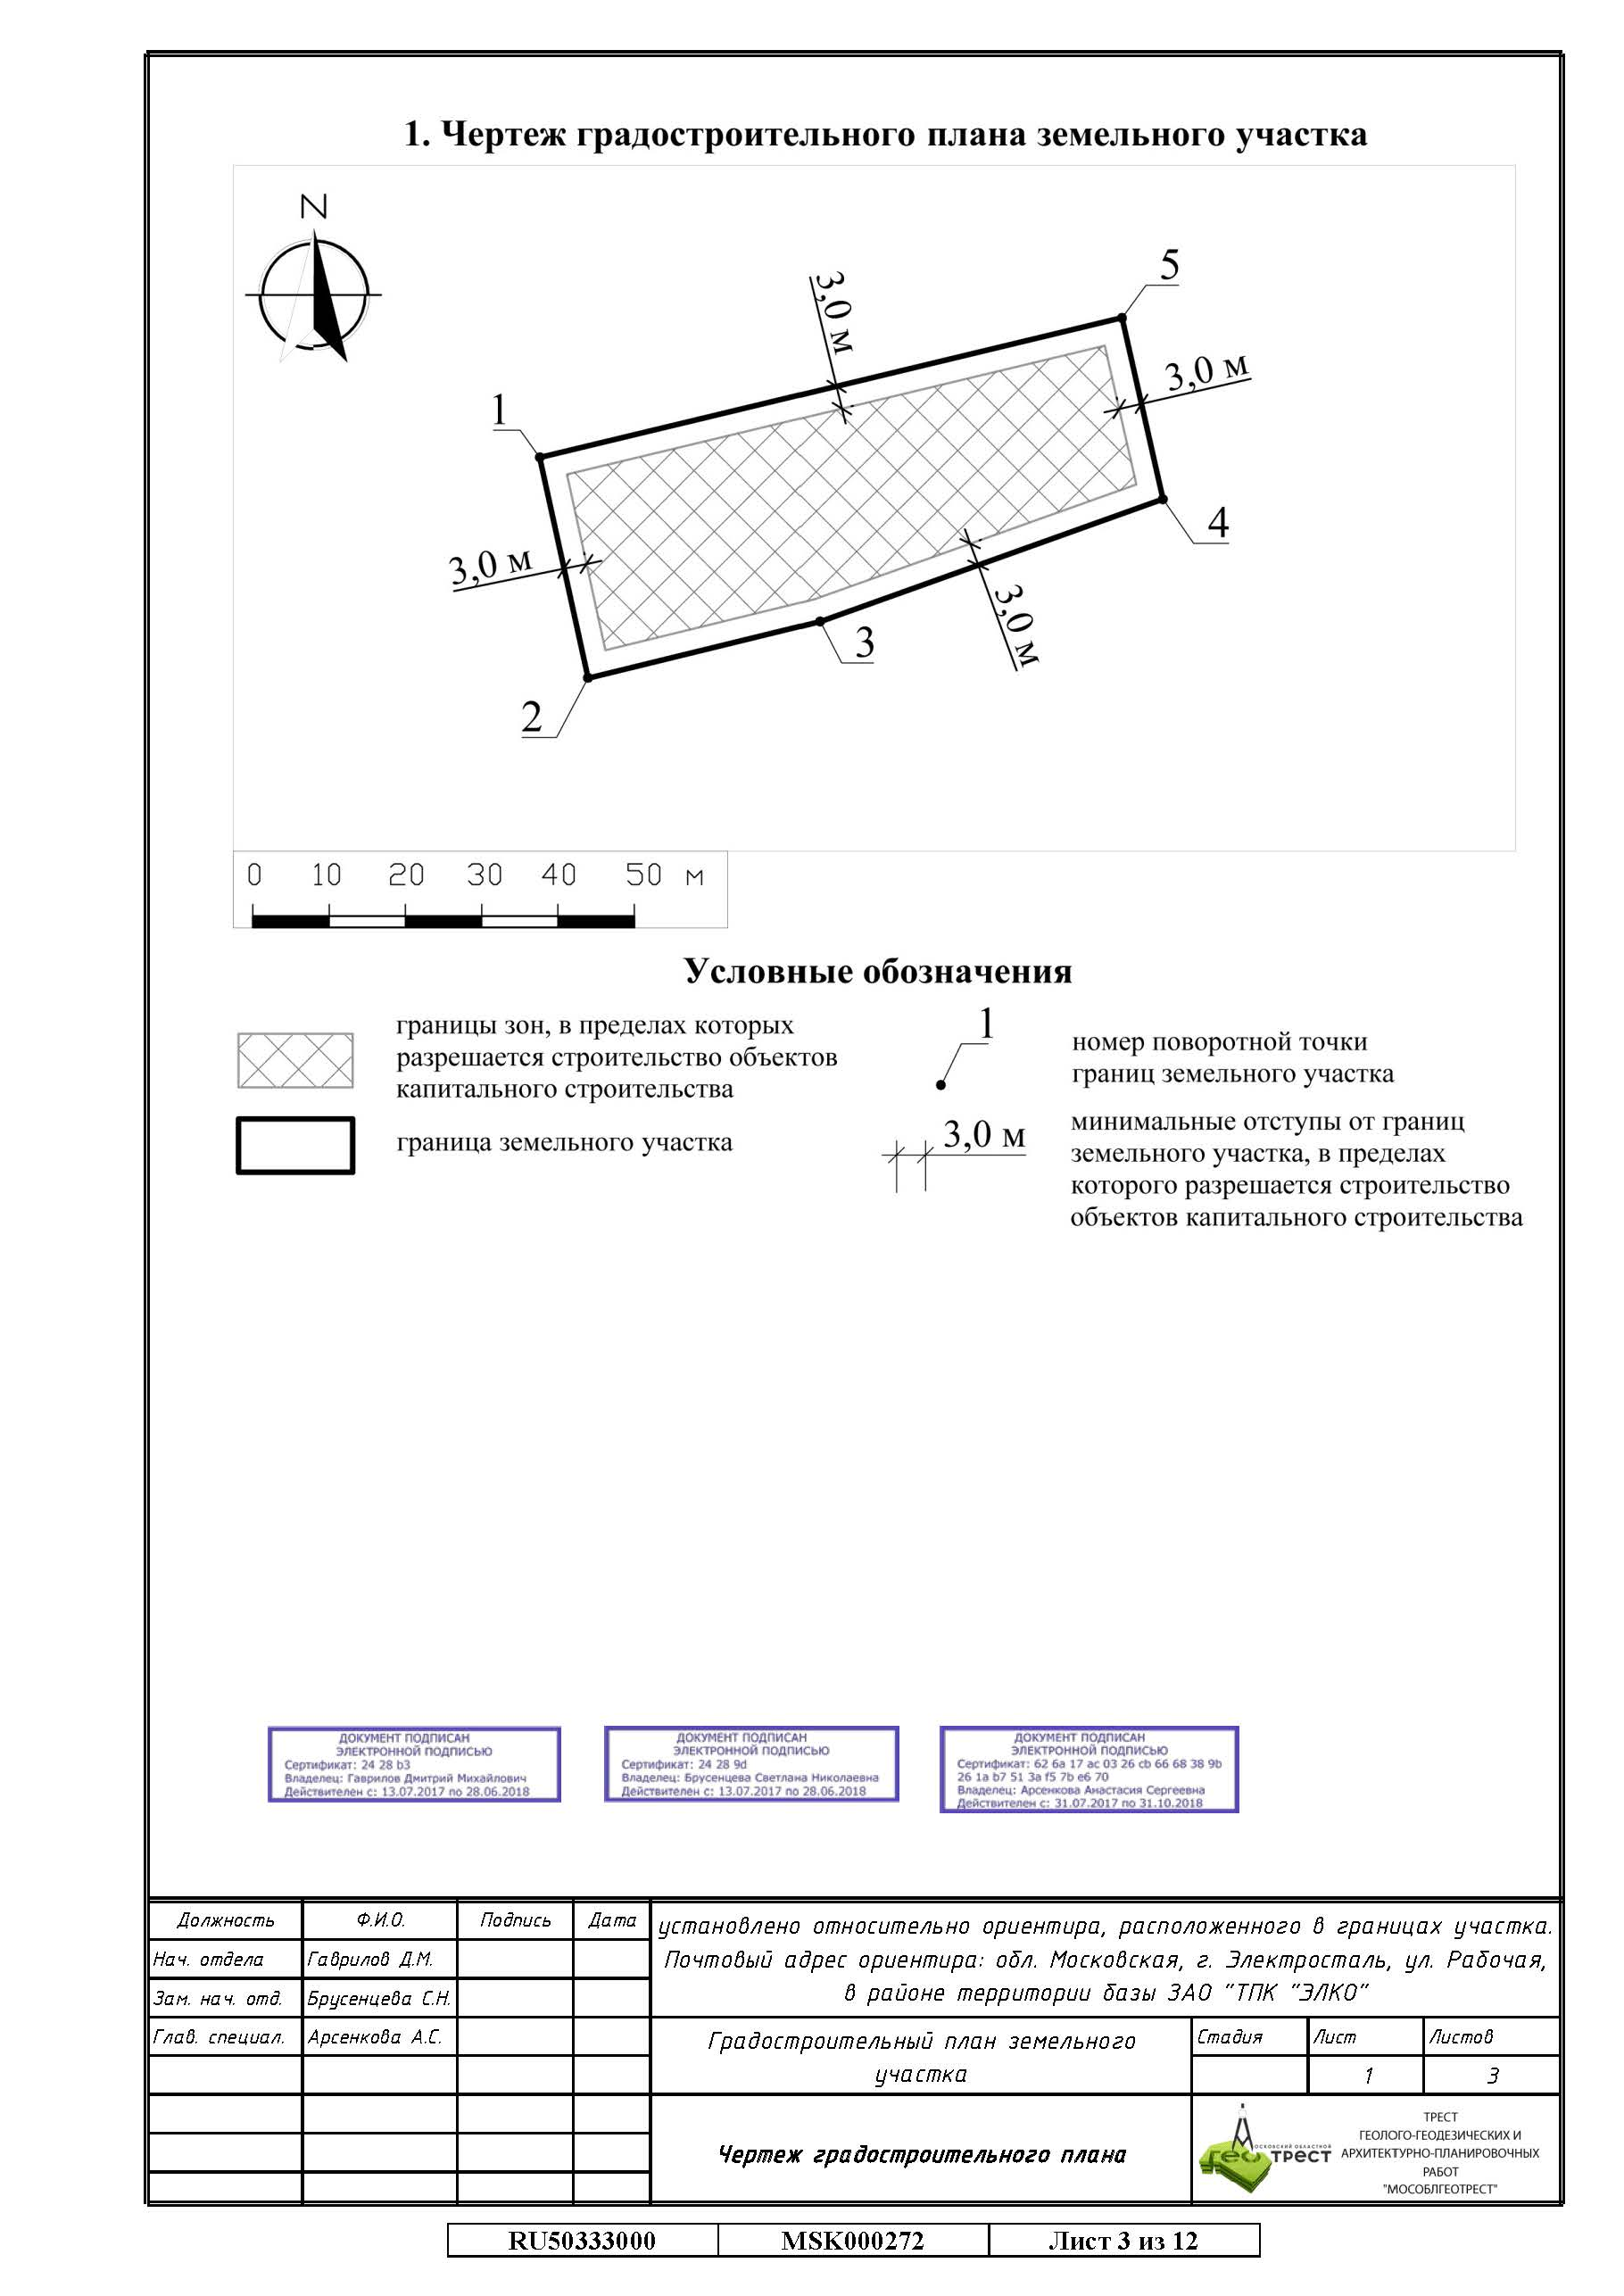 1. Чертеж градостроительного плана земельного участка
N
5
3,0 м
3,0 м
1
4
3,0 м
3,0 м
3
2
0 10 20 30 40 50 м
Условные обозначения
границы зон, в пределах которых
разрешается строительство объектов
капитального строительства
1
номер поворотной точки
границ земельного участка
граница земельного участка
3,0 м
минимальные отступы от границ
земельного участка, в пределах
которого разрешается строительство
объектов капитального строительства
ДОКУМЕНТ ПОДПИСАН
ЭЛЕКТРОННОЙ ПОДПИСЬЮ
Сертификат: 24 28 b3
Владелец: Гаврилов Дмитрий Михайлович
Действителен с: 13.07.2017 по 28.06.2018
ДОКУМЕНТ ПОДПИСАН
ЭЛЕКТРОННОЙ ПОДПИСЬЮ
Сертификат: 24 28 9d
Владелец: Брусенцева Светлана Николаевна
Действителен с: 13.07.2017 по 28.06.2018
ДОКУМЕНТ ПОДПИСАН
ЭЛЕКТРОННОЙ ПОДПИСЬЮ
Сертификат: 62 6a 17 ac 03 26 cb 66 68 38 9b
26 1a b7 51 3a f5 7b e6 70
Владелец: Арсенкова Анастасия Сергеевна
Действителен с: 31.07.2017 по 31.10.2018
Должность Ф.И.О. Подпись Дата
Нач. отдела Гаврилов Д.М.
Зам. нач. отд. Брусенцева С.Н.
Глав. специал. Арсенкова А.С.
установлено относительно ориентира, расположенного в границах участка.
Почтовый адрес ориентира: обл. Московская, г. Электросталь, ул. Рабочая,
в районе территории базы ЗАО "ТПК "ЭЛКО"
Градостроительный план земельного
участка
Стадия Лист Листов
1 3
Чертеж градостроительного плана
МОСКОВСКИЙ ОБЛАСТНОЙ
ГЕОТРЕСТ
ТРЕСТ
ГЕОЛОГО-ГЕОДЕЗИЧЕСКИХ И
АРХИТЕКТУРНО-ПЛАНИРОВОЧНЫХ
РАБОТ
"МОСОБЛГЕОТРЕСТ"
RU50333000 MSK000272 Лист 3 из 12